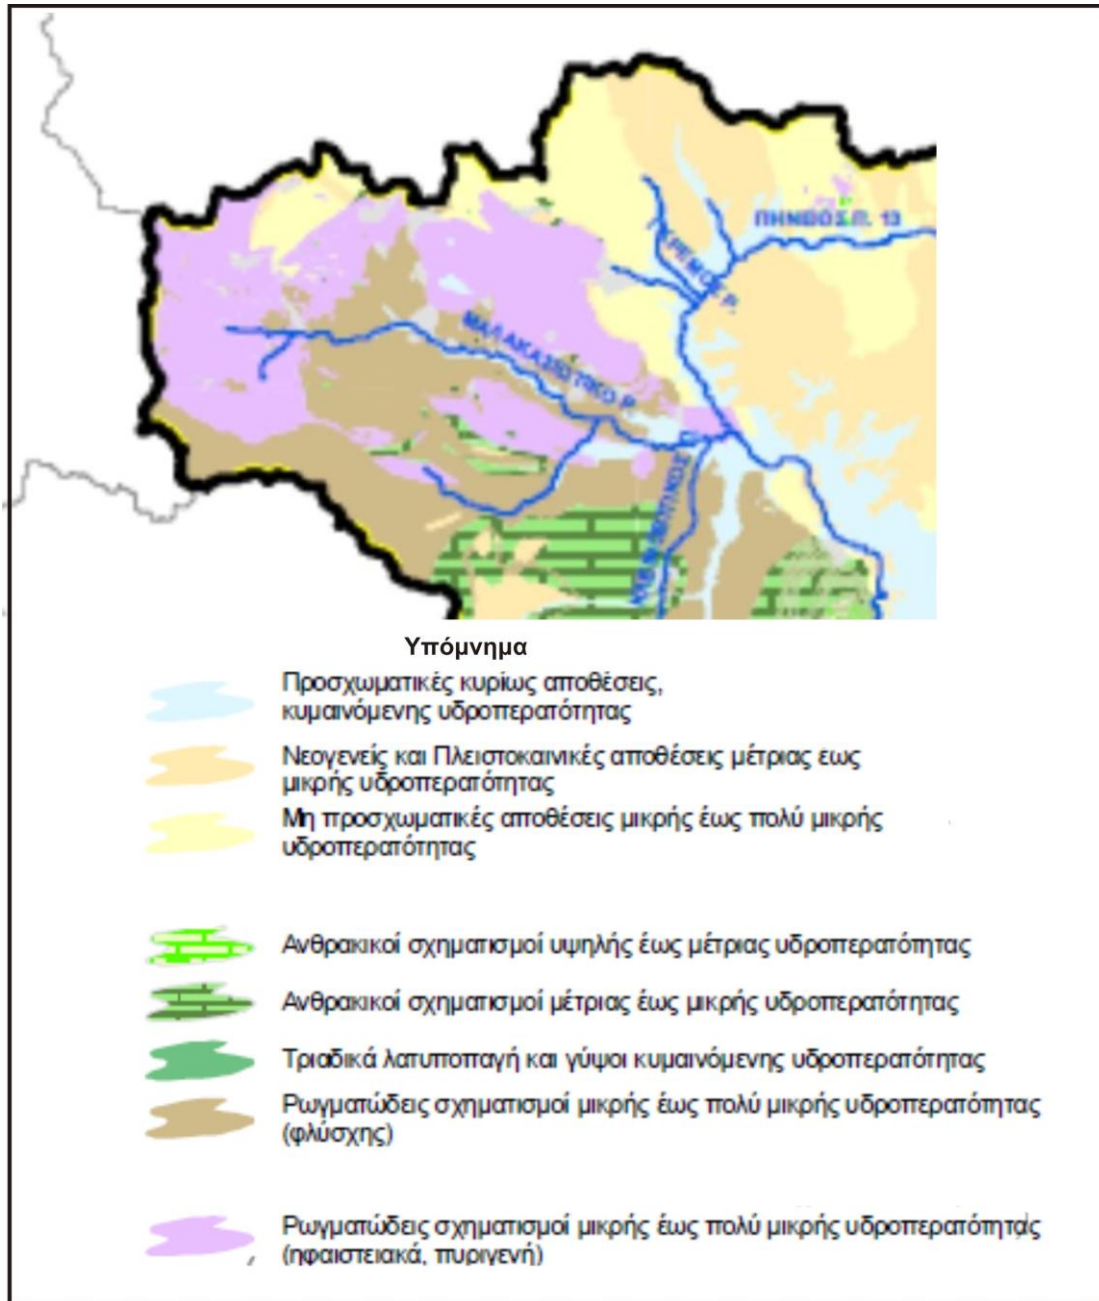 ΠΗΝΕΙΟΣ Π. 13
ΜΑΛΑΚΑΣΙΩΤΙΚΟ Ρ.
Υπόμνημα
Προσχωματικές κυρίως αποθέσεις,
κυμαινόμενης υδροπερατότητας
Νεογενείς και Πλειστοκαινικές αποθέσεις μέτριας έως
μικρής υδροπερατότητας
Μη προσχωματικές αποθέσεις μικρής έως πολύ μικρής
υδροπερατότητας
Ανθρακικοί σχηματισμοί υψηλής έως μέτριας υδροπερατότητας
Ανθρακικοί σχηματισμοί μέτριας έως μικρής υδροπερατότητας
Τριαδικά λατυποπαγή και γύψοι κυμαινόμενης υδροπερατότητας
Ρωγματώδεις σχηματισμοί μικρής έως πολύ μικρής υδροπερατότητας
(φλύσχης)
Ρωγματώδεις σχηματισμοί μικρής έως πολύ μικρής υδροπερατότητας
(ηφαιστειακά, πυριγενή)